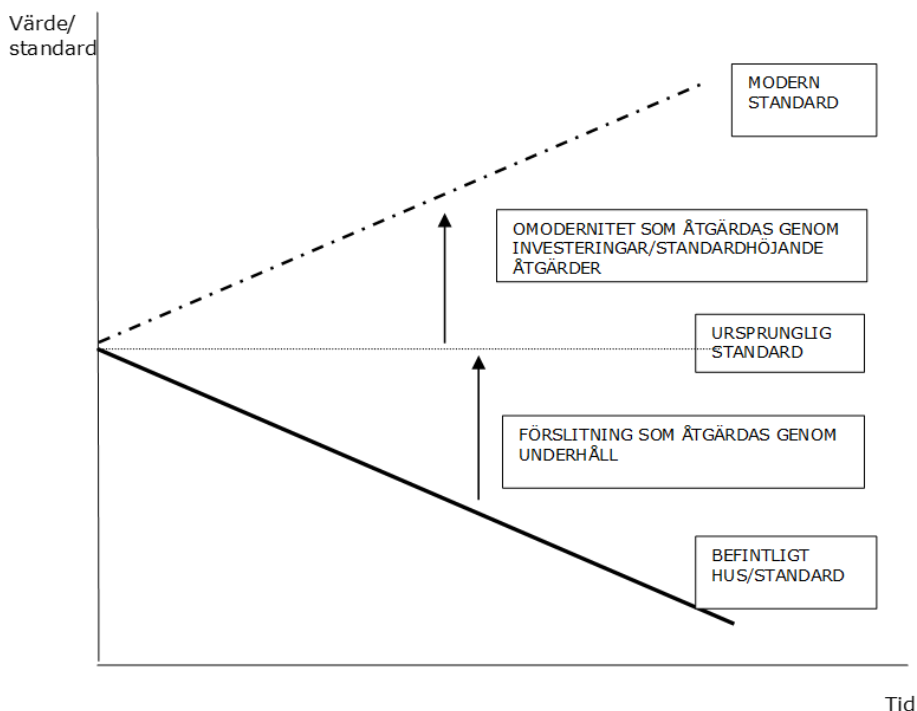 Värde/
standard
MODERN
STANDARD
OMODERNITET SOM ÅTGÄRDAS GENOM
INVESTERINGAR/STANDARDHÖJANDE
ÅTGÄRDER
URSPRUNGLIG
STANDARD
FÖRSLITNING SOM ÅTGÄRDAS GENOM
UNDERHÅLL
BEFINTLIGT
HUS/STANDARD
Tid